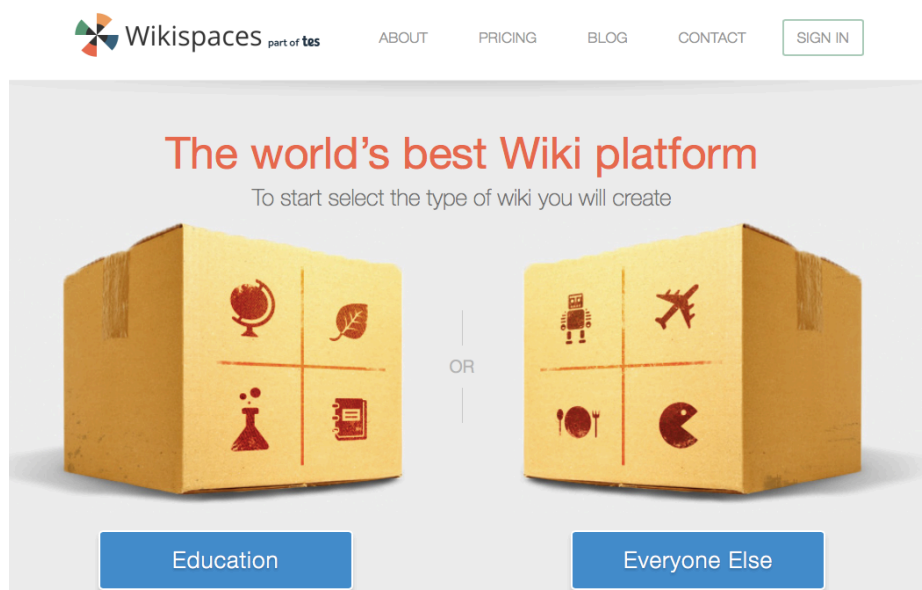 Wikispaces part of tes
ABOUT
PRICING
BLOG
CONTACT
SIGN IN
The world's best Wiki platform
To start select the type of wiki you will create
OR
Education
Everyone Else